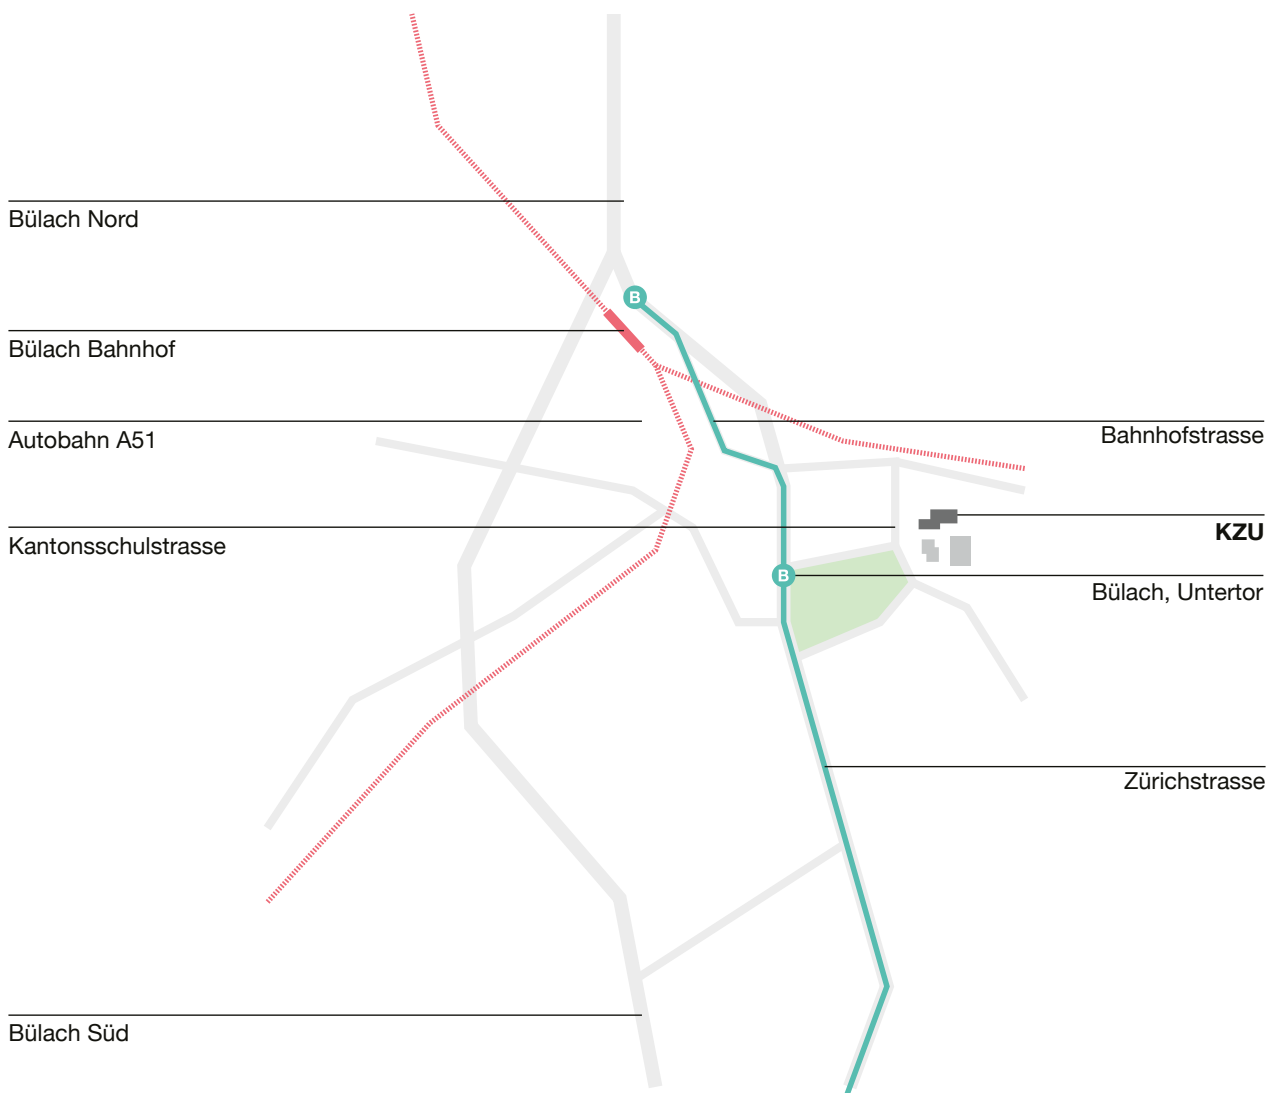 Bülach Nord
B
Bülach Bahnhof
Autobahn A51
Bahnhofstrasse
KZU
Kantonsschulstrasse
B
Bülach, Untertor
Zürichstrasse
Bülach Süd